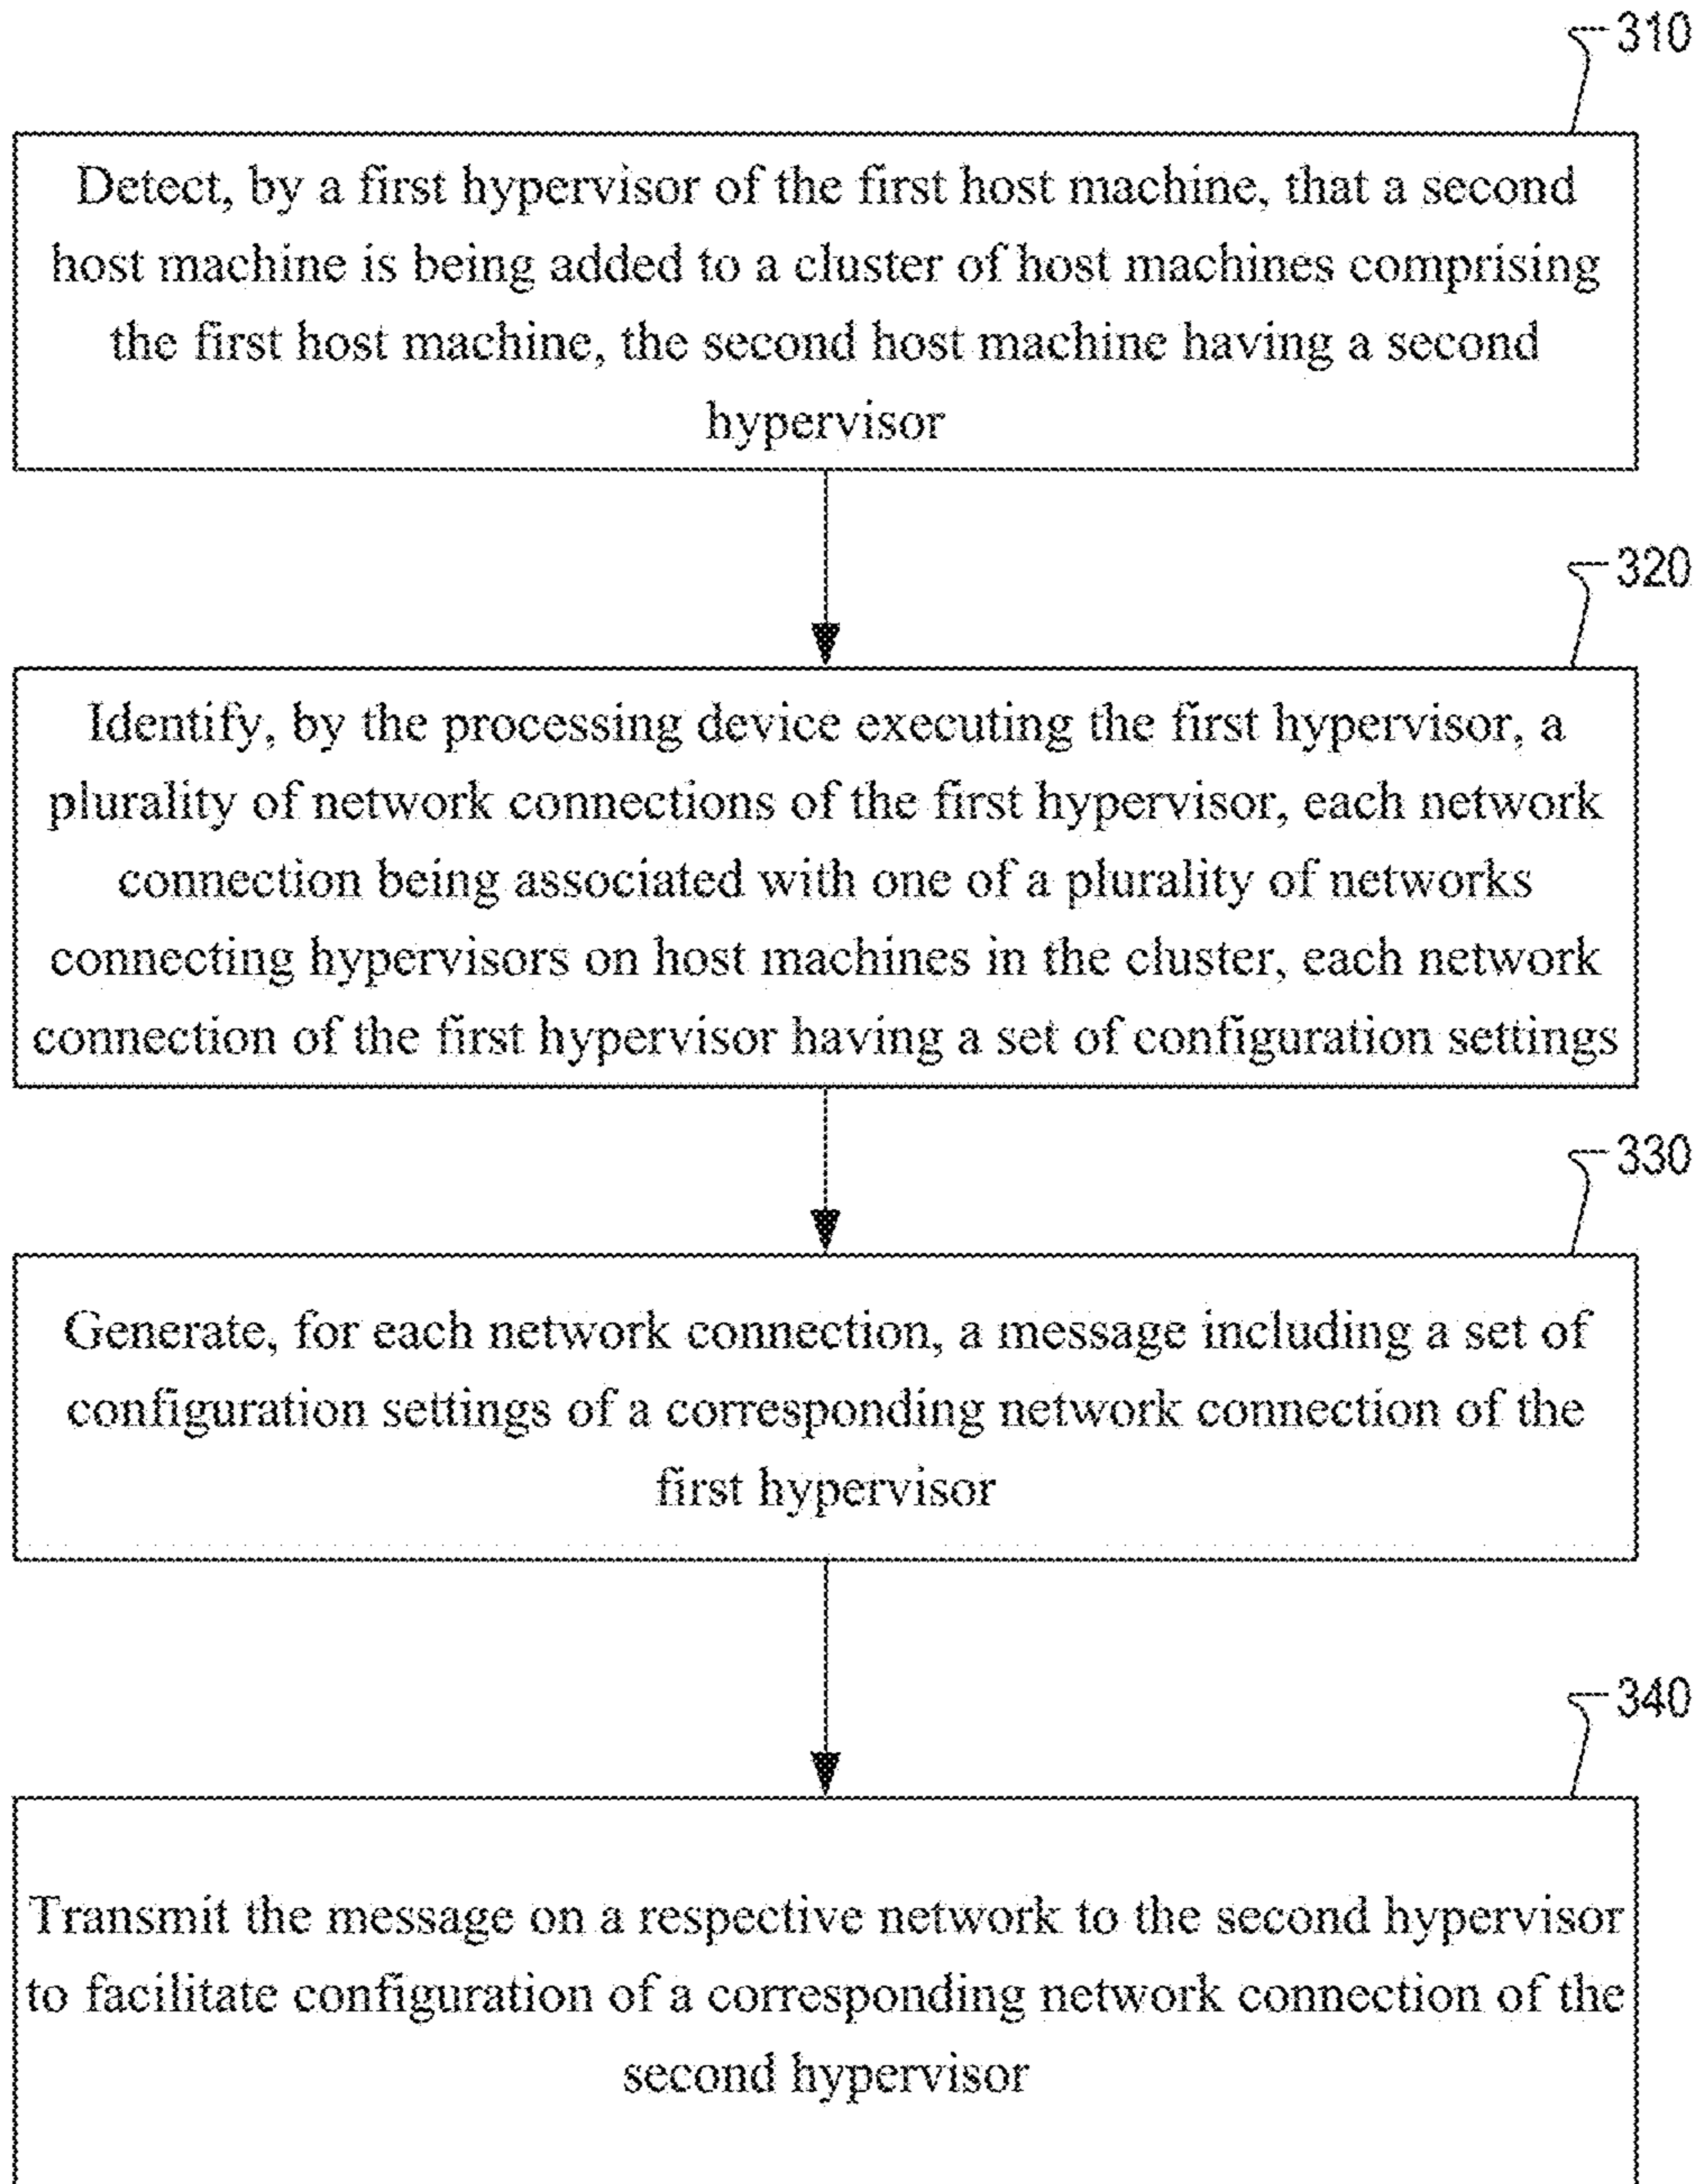 310
Detect, by a first hypervisor of the first host machine, that a second
host machine is being added to a cluster of host machines comprising
the first host machine, the second host machine having a second
hypervisor
320
Identify, by the processing device executing the first hypervisor, a
plurality of network connections of the first hypervisor, each network
connection being associated with one of a plurality of networks
connecting hypervisors on host machines in the cluster, each network
connection of the first hypervisor having a set of configuration settings
330
Generate, for each network connection, a message including a set of
configuration settings of a corresponding network connection of the
first hypervisor
340
Transmit the message on a respective network to the second hypervisor
to facilitate configuration of a corresponding network connection of the
second hypervisor